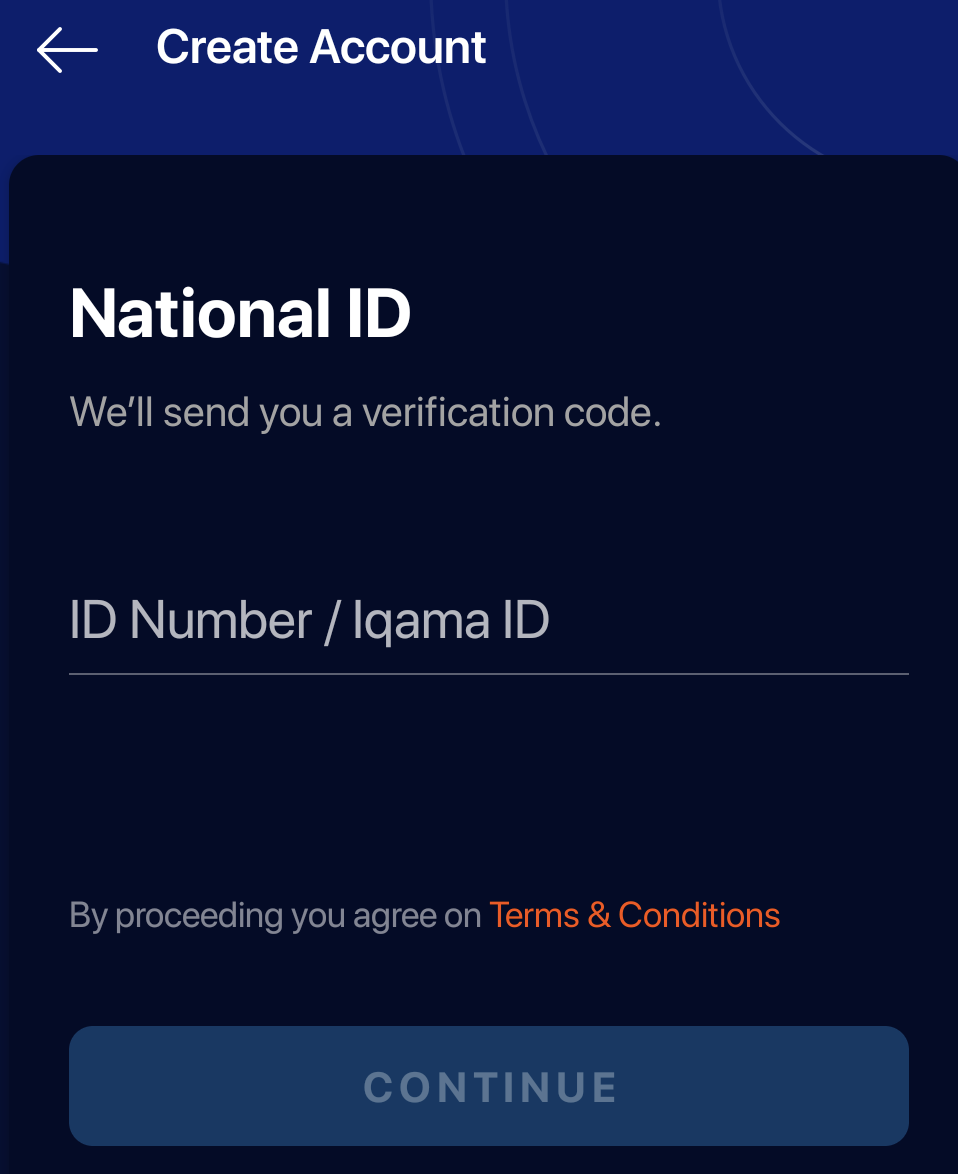 Create Account
National ID
We'll send you a verification code.
ID Number / Iqama ID
By proceeding you agree on Terms & Conditions
CONTINUE